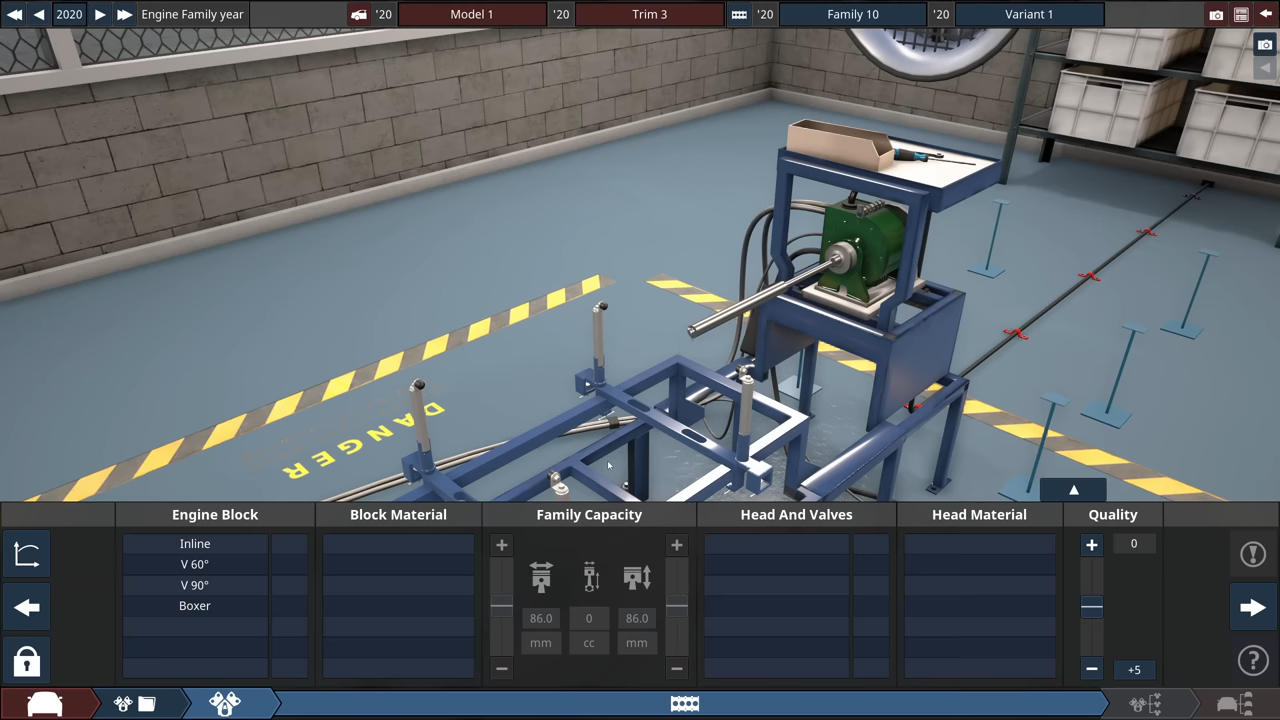 2020 Engine Family year '20 Model 1 '20 Trim 3 '20 Family 10 '20 Variant 1
DANGER
Engine Block Block Material Family Capacity Head And Valves Head Material Quality
Inline
V 60°
V 90°
Boxer
+ + + 0
86.0 0 86.0
mm cc mm
- - - +5